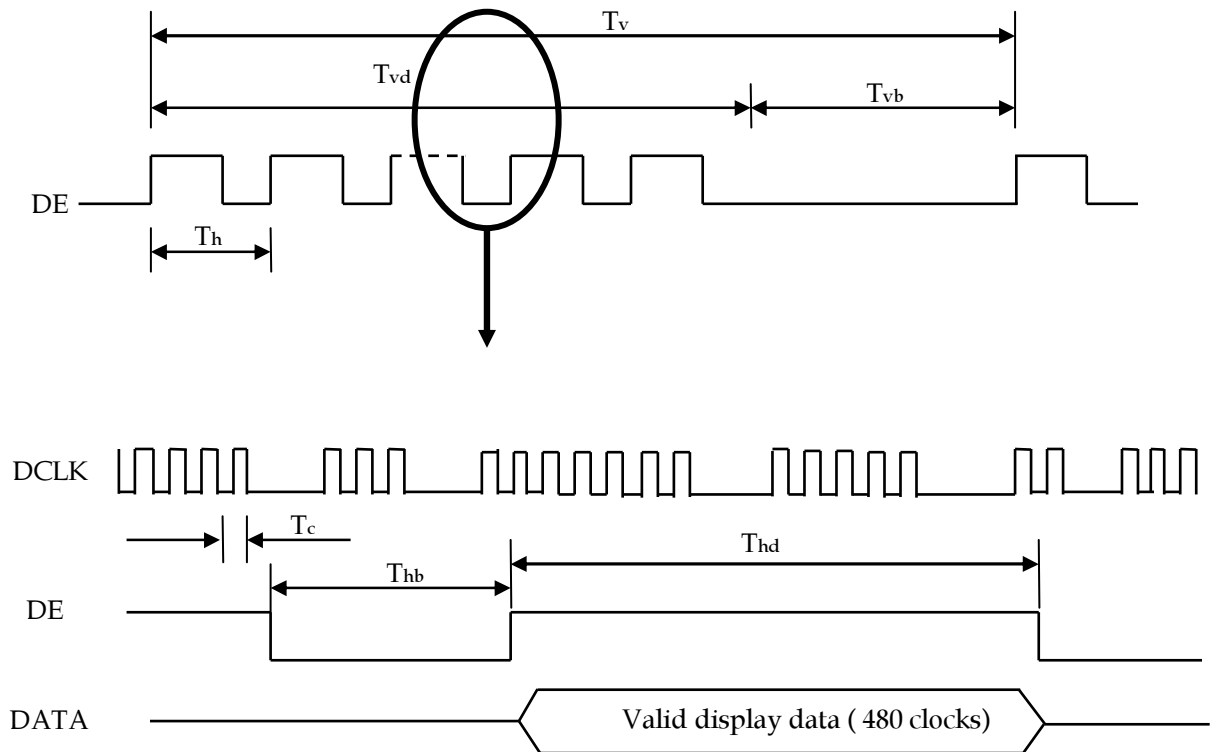 Tv
Tvd
Tvb
DE
Th
DCLK
Tc
Thd
Thb
DE
DATA
Valid display data ( 480 clocks)